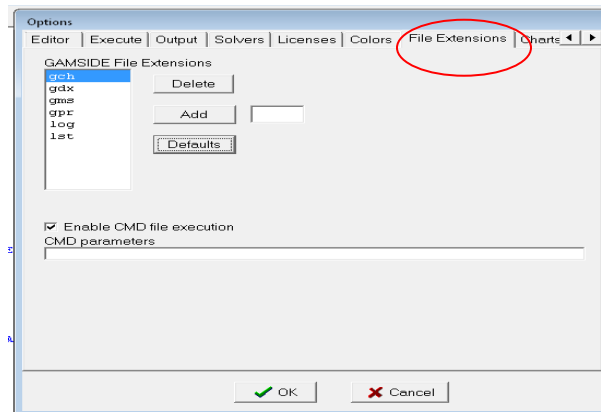 Options
Editor Execute Output Solvers Licenses Colors File Extensions Charts
GAMSIDE File Extensions
gch
gdx
gms
gpr
log
lst
Delete
Add
Defaults
Enable CMD file execution
CMD parameters
OK Cancel